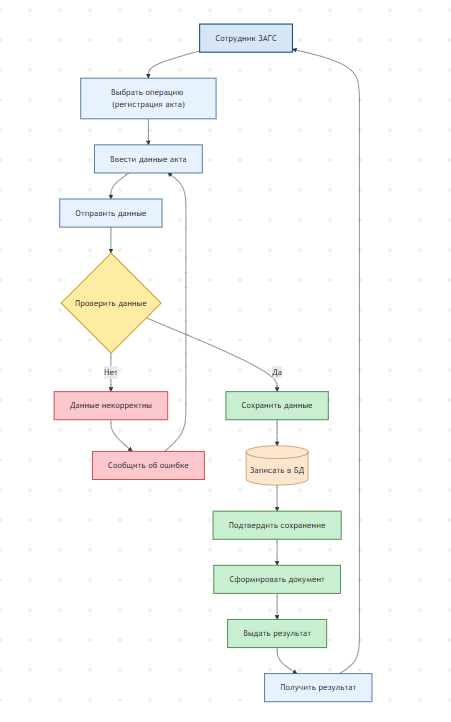 Сотрудник ЗАГС
Выбрать операцию
(регистрация акта)
Ввести данные акта
Отправить данные
Проверить данные
Нет
Да
Данные некорректны
Сохранить данные
Сообщить об ошибке
Записать в БД
Подтвердить сохранение
Сформировать документ
Выдать результат
Получить результат